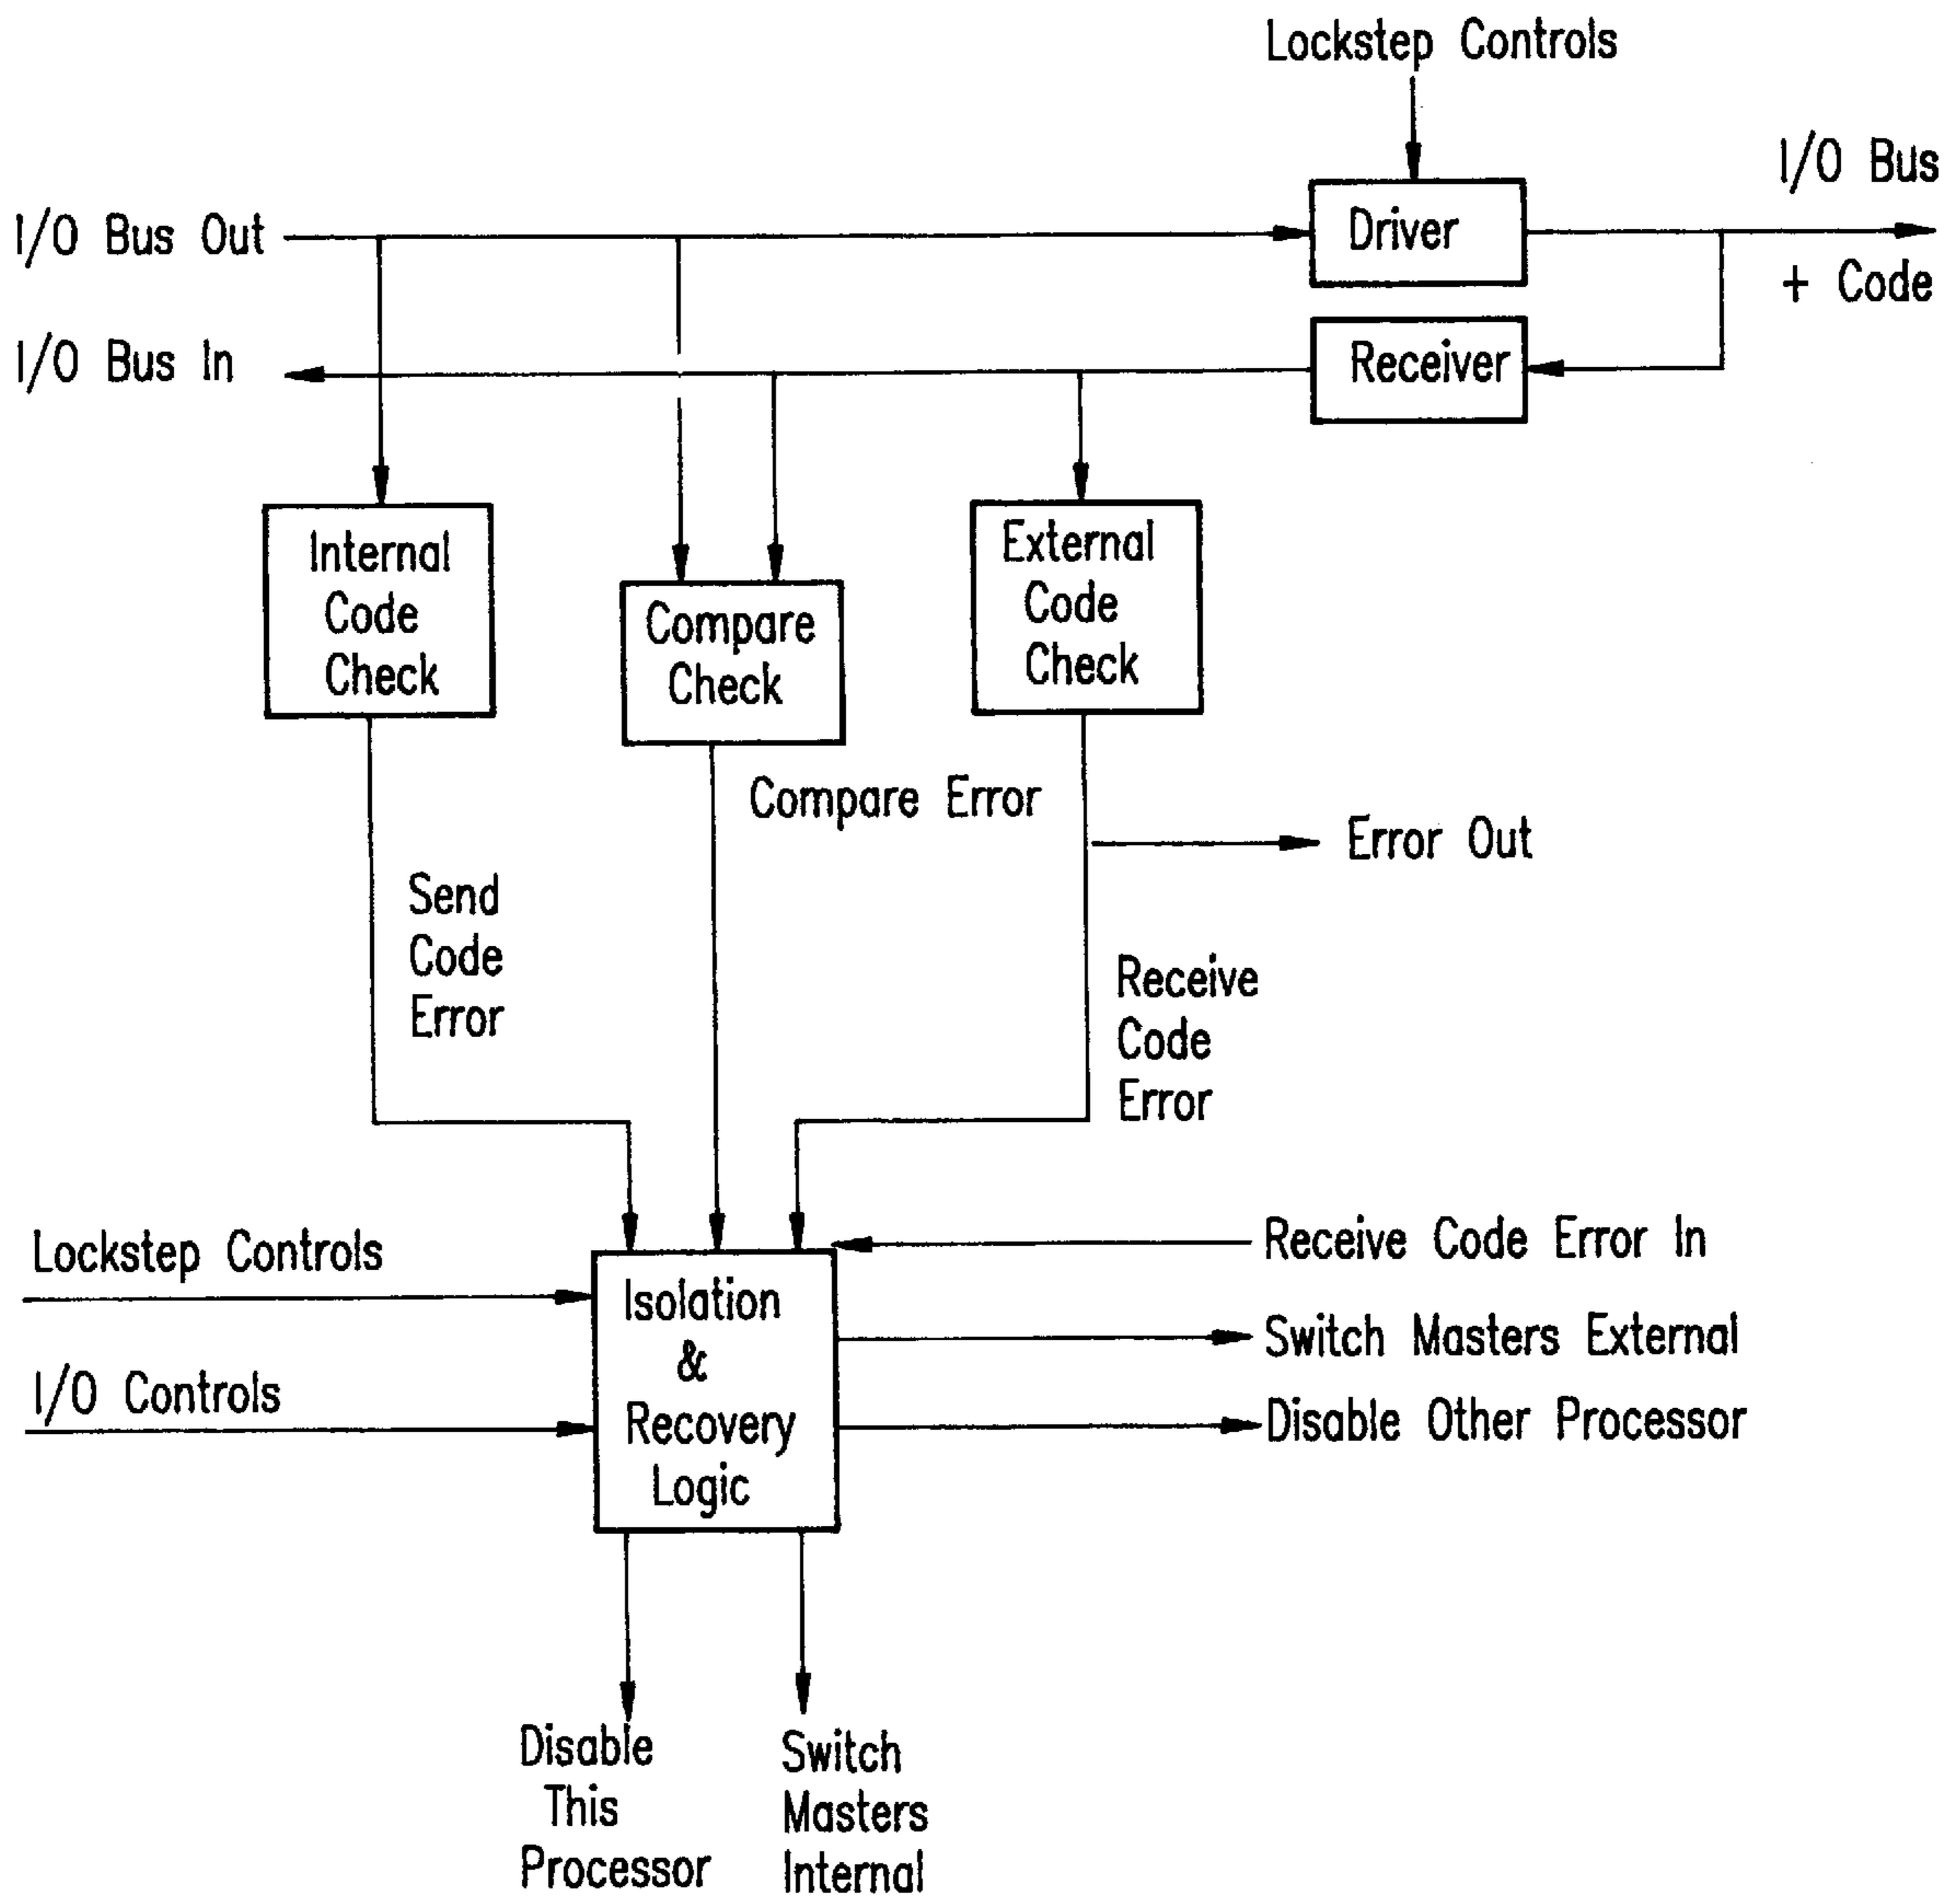 Lockstep Controls
I/O Bus
I/O Bus Out
Driver
+ Code
I/O Bus In
Receiver
Internal
Code
Check
Compare
Check
External
Code
Check
Compare Error
Error Out
Send
Code
Error
Receive
Code
Error
Lockstep Controls
Receive Code Error In
Isolation
&
Recovery
Logic
Switch Masters External
I/O Controls
Disable Other Processor
Disable
This
Processor
Switch
Masters
Internal